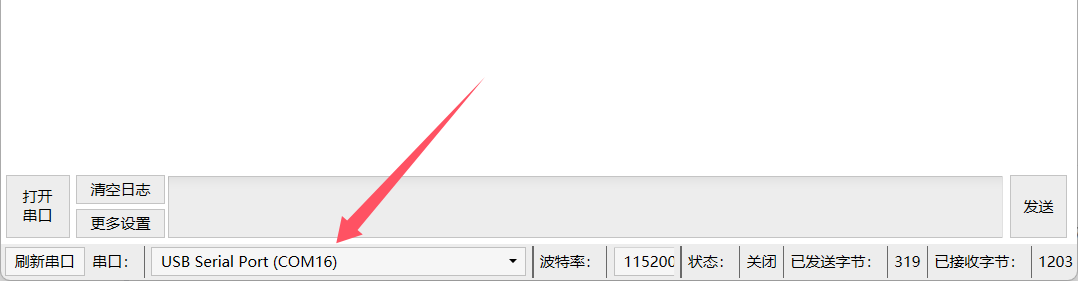 打开
串口
清空日志
更多设置
发送
刷新串口 串口: USB Serial Port (COM16) 波特率: 115200 状态: 关闭 已发送字节: 319 已接收字节: 1203